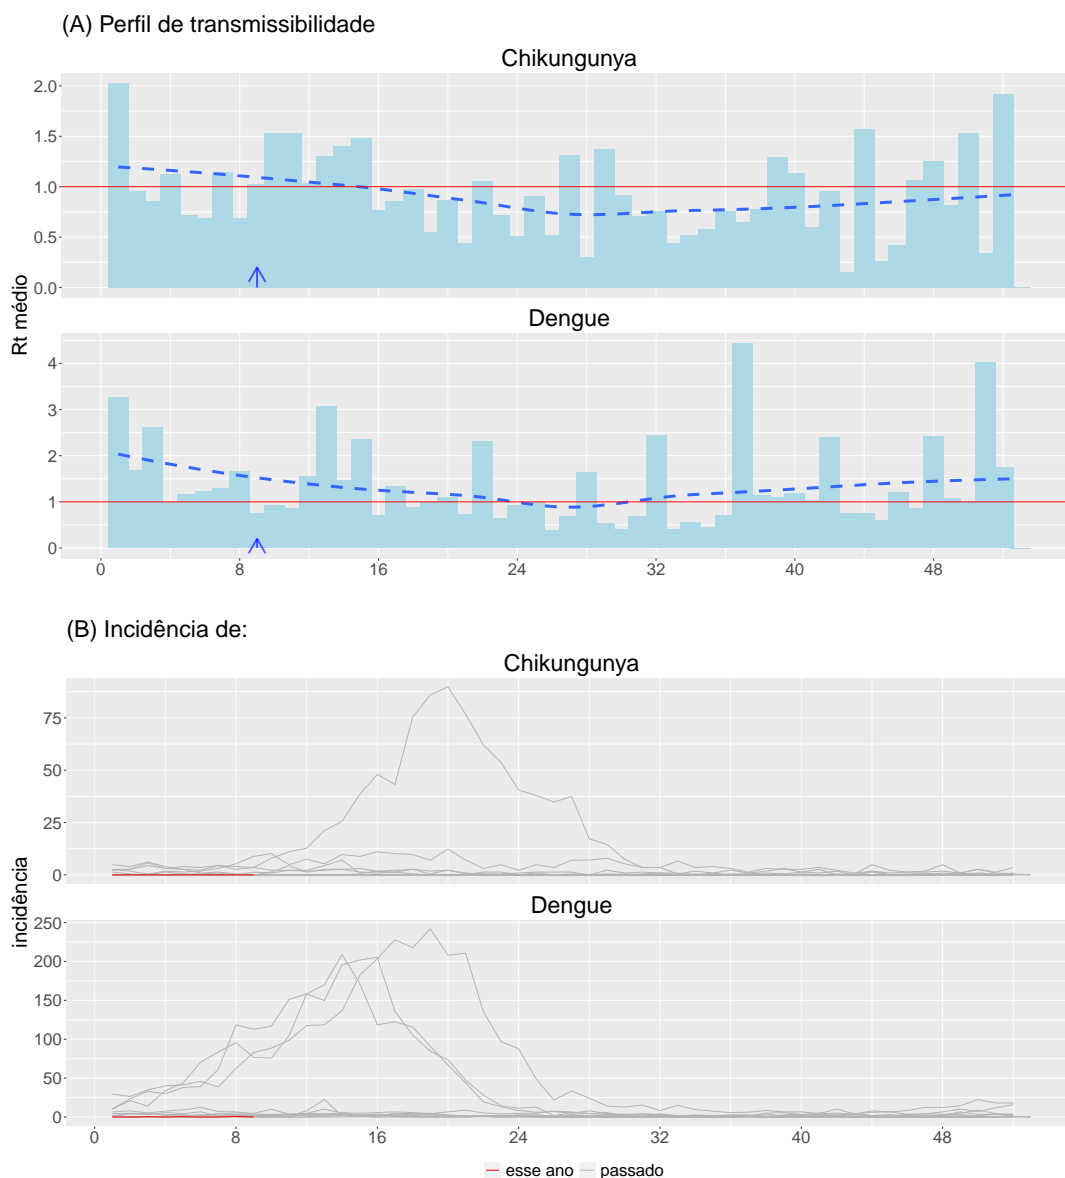 (A) Perfil de transmissibilidade
Chikungunya
2.0
1.5
1.0
0.5
0.0
Rt médio
Dengue
4
3
2
1
0
0 8 16 24 32 40 48
(B) Incidência de:
Chikungunya
75
50
25
0
incidência
Dengue
250
200
150
100
50
0
0 8 16 24 32 40 48
esse ano passado